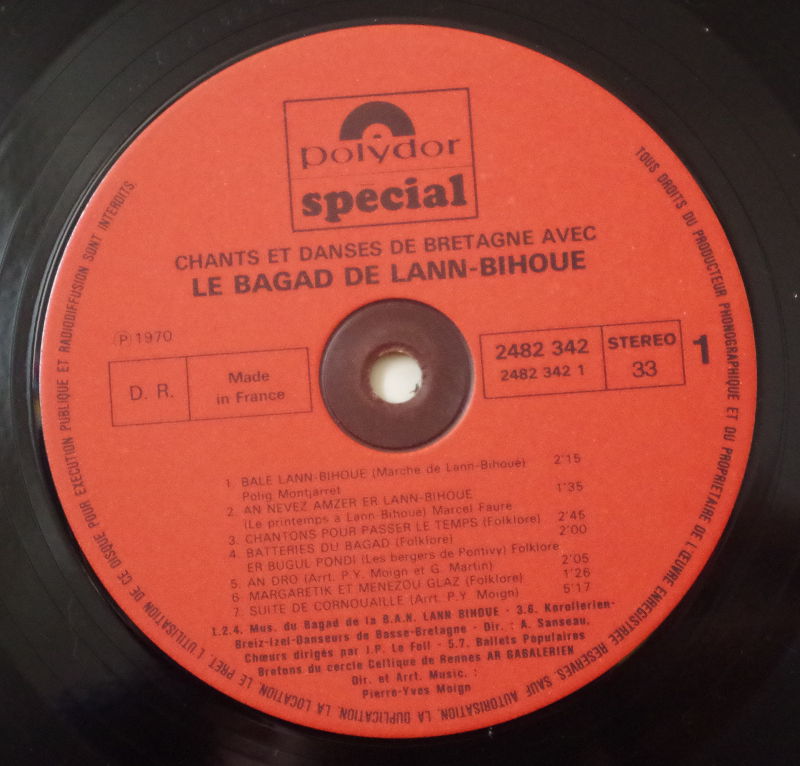 polydor
special
CHANTS ET DANSES DE BRETAGNE AVEC
LE BAGAD DE LANN-BIHOUE
Ⓟ 1970
D. R.
Made
in France
2482 342
2482 342 1
STEREO
33
1
1. BALE LANN-BIHOUE (Marche de Lann-Bihoué) 2'15
Polig Montjarret
2. AN NEVEZ AMZER ER LANN-BIHOUE 1'35
(Le printemps à Lann Bihoué) Marcel Faure
3. CHANTONS POUR PASSER LE TEMPS (Folklore) 2'45
4. BATTERIES DU BAGAD (Folklore) 2'00
ER BUGUL PONDI (Les bergers de Pontivy) Folklore
5. AN DRO (Arrt. P.Y. Moign et G. Martin) 2'05
6. MARGARETIK ET MENEZOU GLAZ (Folklore) 1'26
7. SUITE DE CORNOUAILLE (Arrt. P.Y. Moign) 5'17
1.2.4. Mus. du Bagad de la B.A.N. LANN BIHOUE - 3.6. Korollerien-
Breiz-Izel-Danseurs de Basse-Bretagne - Dir. : A. Sanseau.
Chœurs dirigés par J.P. Le Foll - 5.7. Ballets Populaires
Bretons du cercle Celtique de Rennes AR GABALERIEN
Dir. et Arrt. Music. :
Pierre-Yves Moign
TOUS DROITS DU PRODUCTEUR PHONOGRAPHIQUE ET DU PROPRIETAIRE DE L'ŒUVRE ENREGISTREE RESERVES. SAUF AUTORISATION, LA DUPLICATION, LA LOCATION, LE PRET, L'UTILISATION DE CE DISQUE POUR EXECUTION PUBLIQUE ET RADIODIFFUSION SONT INTERDITS.